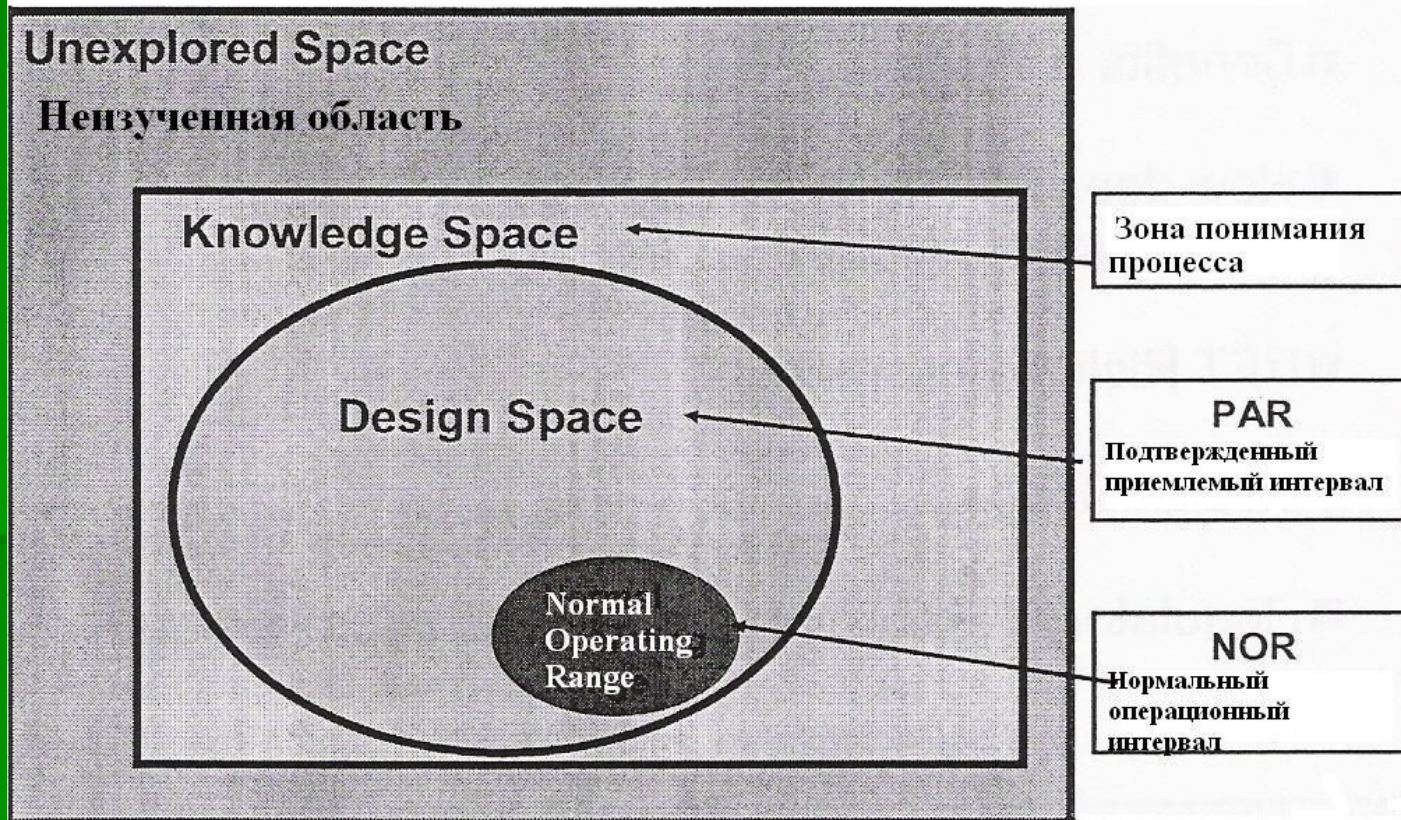 Unexplored Space
Неизученная область
Knowledge Space
Зона понимания
процесса
Design Space
PAR
Подтвержденный
приемлемый интервал
Normal
Operating
Range
NOR
Нормальный
операционный
интервал